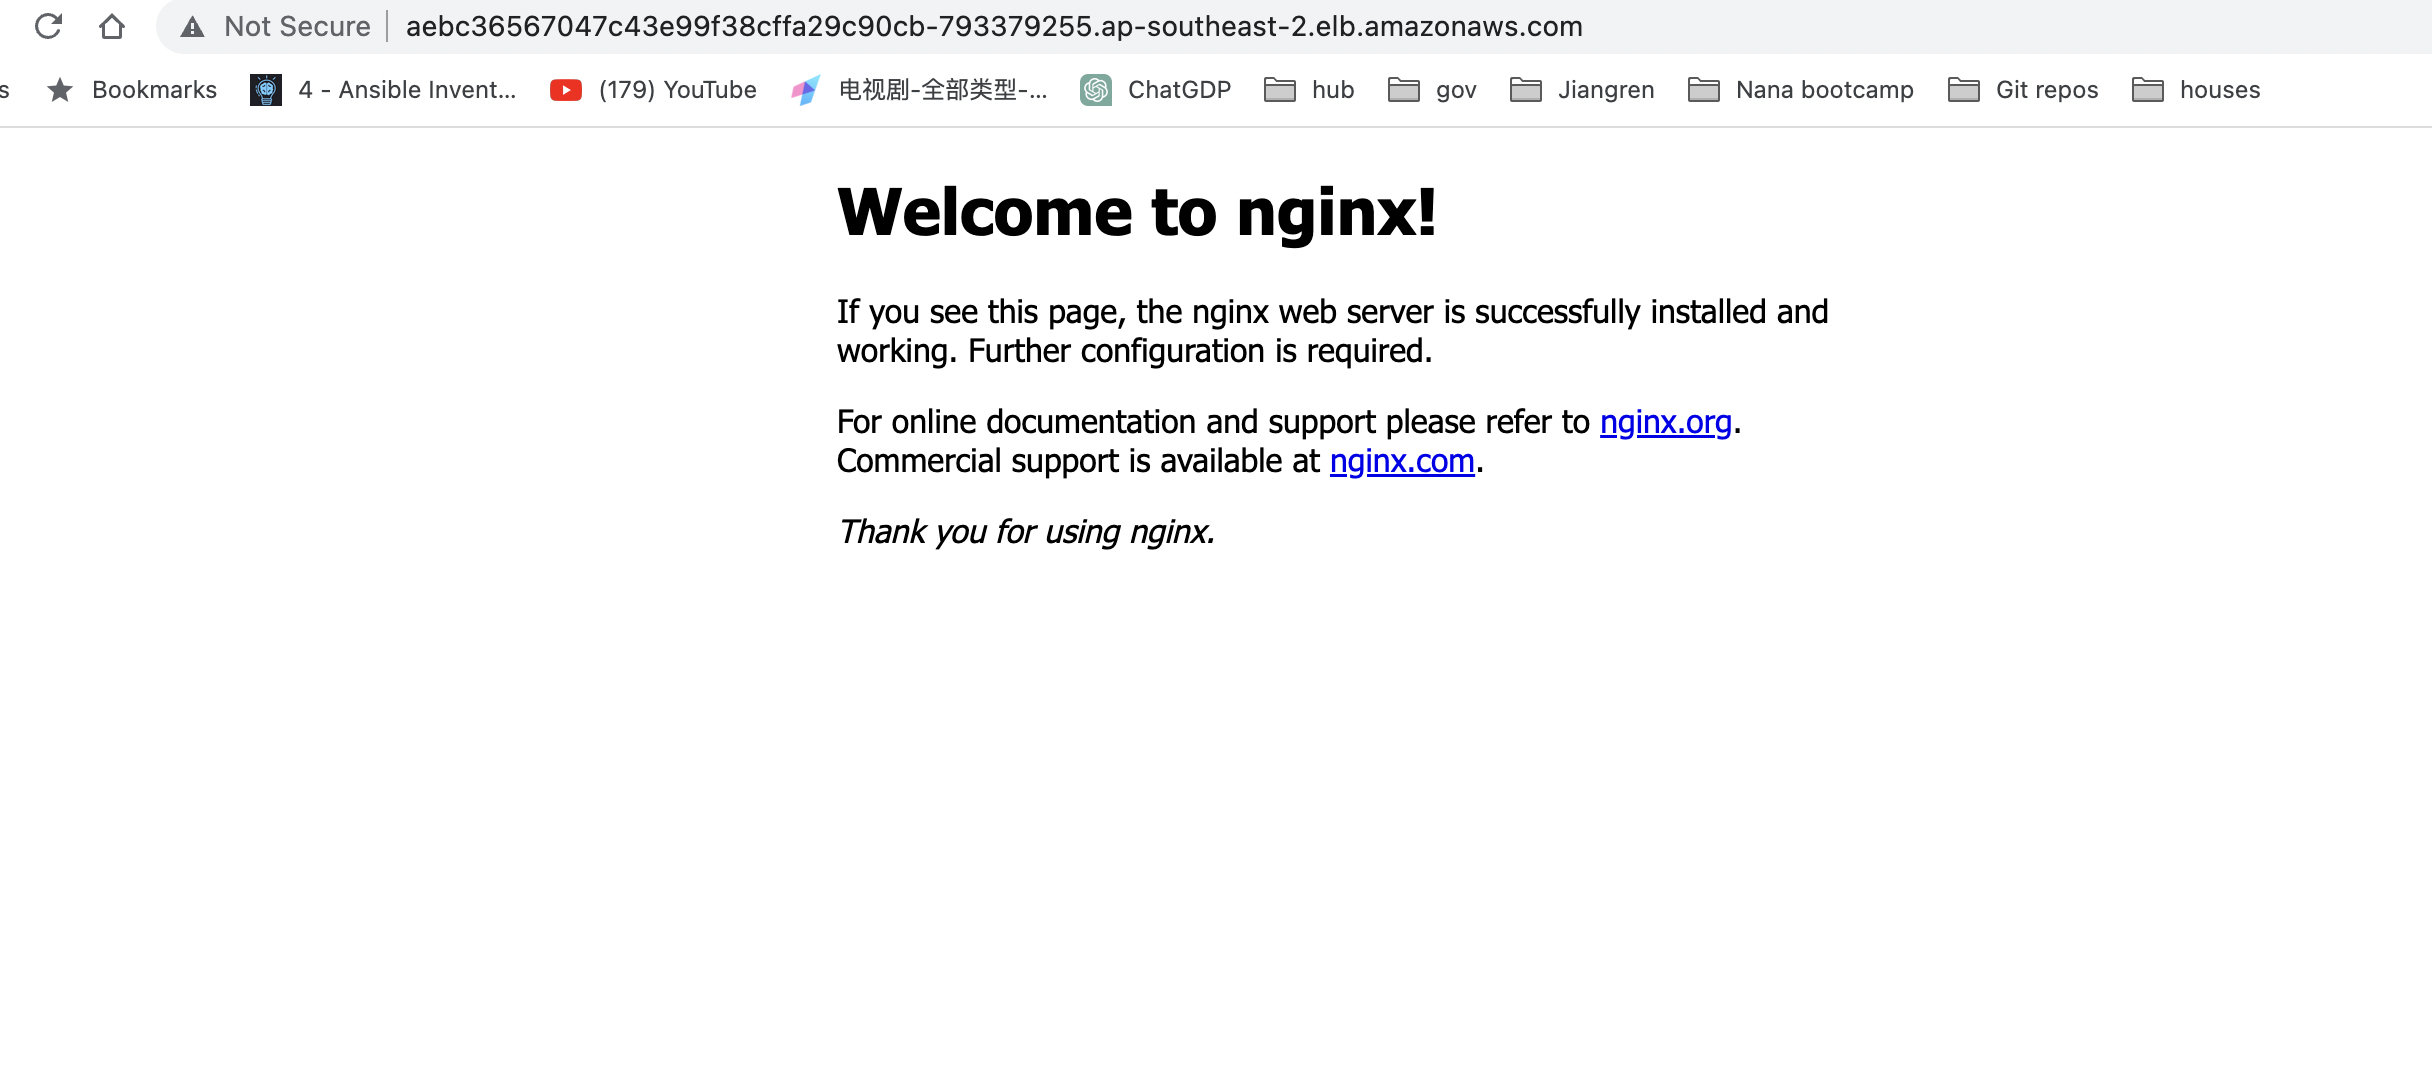 Not Secure aebc36567047c43e99f38cffa29c90cb-793379255.ap-southeast-2.elb.amazonaws.com
s Bookmarks 4 - Ansible Invent... (179) YouTube 电视剧-全部类型-... ChatGDP hub gov Jiangren Nana bootcamp Git repos houses
Welcome to nginx!
If you see this page, the nginx web server is successfully installed and
working. Further configuration is required.
For online documentation and support please refer to nginx.org.
Commercial support is available at nginx.com.
Thank you for using nginx.